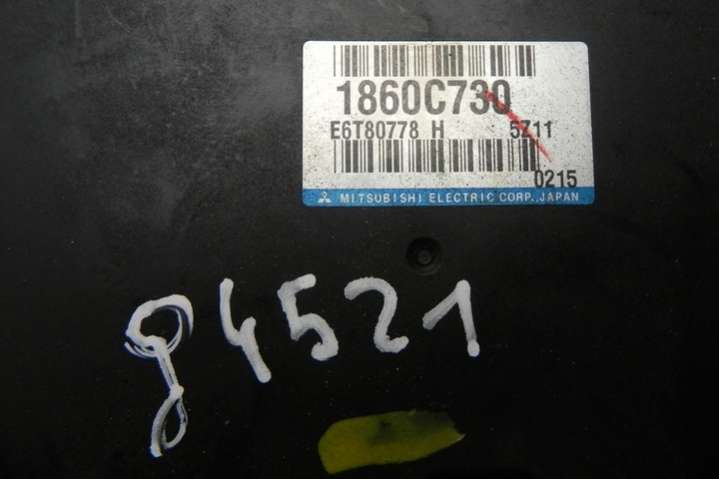 1860C730
E6T80778 H 5Z11
0215
MITSUBISHI ELECTRIC CORP., JAPAN
84521